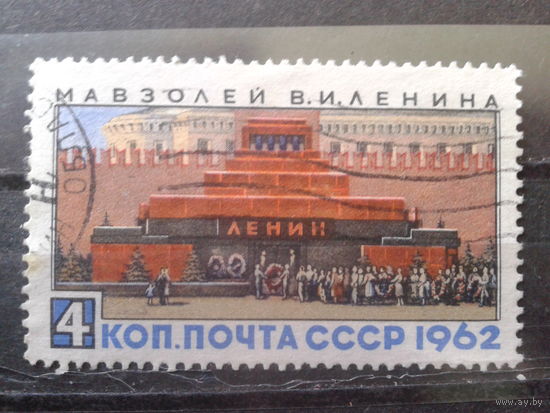 МАВЗОЛЕЙ В.И.ЛЕНИНА
ЛЕНИН
4 КОП. ПОЧТА СССР 1962
www.ay.by